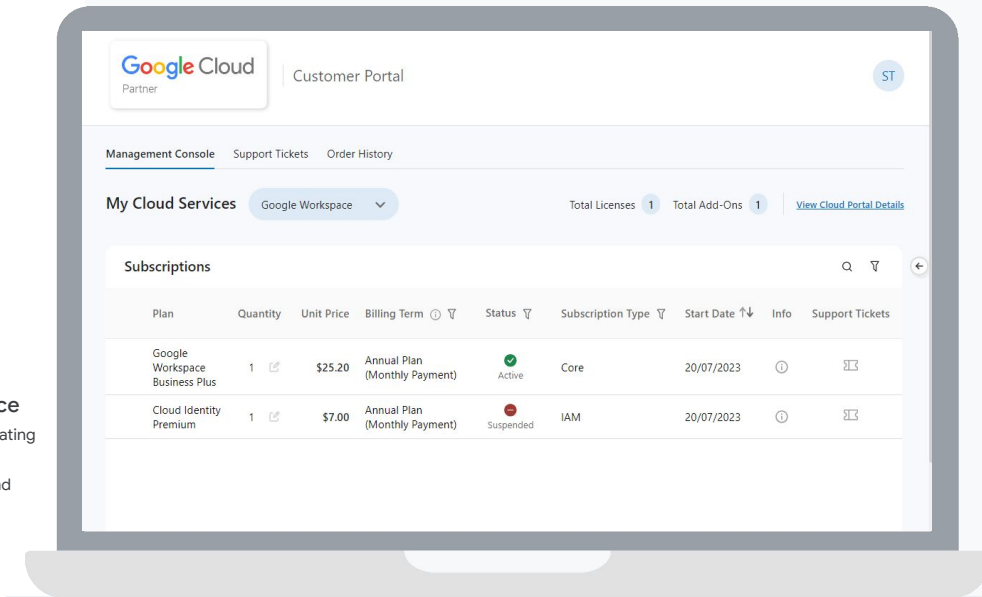 Google Cloud
Partner
Customer Portal
ST
Management Console Support Tickets Order History
My Cloud Services Google Workspace Total Licenses 1 Total Add-Ons 1 View Cloud Portal Details
Subscriptions
Plan Quantity Unit Price Billing Term Status Subscription Type Start Date Info Support Tickets
Google
Workspace
Business Plus
1 $25.20
Annual Plan
(Monthly Payment)
Active
Core 20/07/2023
Cloud Identity
Premium
1 $7.00
Annual Plan
(Monthly Payment)
Suspended
IAM 20/07/2023
ce
ating